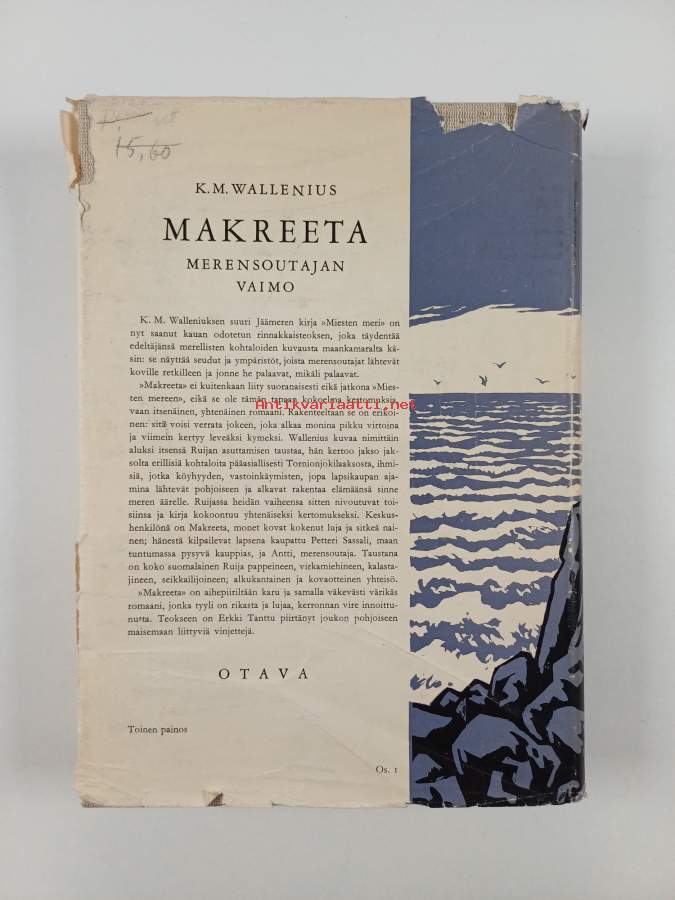 15,60
K. M. WALLENIUS
MAKREETA
MERENSOUTAJAN
VAIMO
K. M. Walleniuksen suuri Jäämeren kirja »Miesten meri» on
nyt saanut kauan odotetun rinnakkaisteoksen, joka täydentää
edeltäjänsä merellisten kohtaloiden kuvausta maankamaralta kä-
sin: se näyttää seudut ja ympäristöt, joista merensoutajat lähtevät
koville retkilleen ja jonne he palaavat, mikäli palaavat.
»Makreeta» ei kuitenkaan liity suoranaisesti eikä jatkona »Mies-
ten mereen», eikä se ole tämän tapaan kokoelma kertomuksia,
vaan itsenäinen, yhtenäinen romaani. Rakenteeltaan se on erikoi-
Antikvariaatti.net
nen: sitä voisi verrata jokeen, joka alkaa monina pikku virtoina
ja viimein kertyy leveäksi kymeksi. Wallenius kuvaa nimittäin
aluksi itsensä Ruijan asuttamisen taustaa, hän kertoo jakso jak-
solta erillisiä kohtaloita pääasiallisesti Tornionjokilaaksosta, ihmi-
siä, jotka köyhyyden, vastoinkäymisten, jopa lapsikaupan aja-
mina lähtevät pohjoiseen ja alkavat rakentaa elämäänsä sinne
meren äärelle. Ruijassa heidän vaiheensa sitten nivoutuvat toi-
siinsa ja kirja kokoontuu yhtenäiseksi kertomukseksi. Keskus-
henkilönä on Makreeta, monet kovat kokenut luja ja sitkeä nai-
nen; hänestä kilpailevat lapsena kaupattu Petteri Sassali, maan
tuntumassa pysyvä kauppias, ja Antti, merensoutaja. Taustana
on koko suomalainen Ruija pappeineen, virkamiehineen, kalasta-
jineen, seikkailijoineen; alkukantainen ja kovaotteinen yhteisö.
»Makreeta» on aihepiiriltään karu ja samalla väkevästi värikäs
romaani, jonka tyyli on rikasta ja lujaa, kerronnan vire innoittu-
nutta. Teokseen on Erkki Tanttu piirtänyt joukon pohjoiseen
maisemaan liittyviä vinjettejä.
OTAVA
Toinen painos
Os. 1